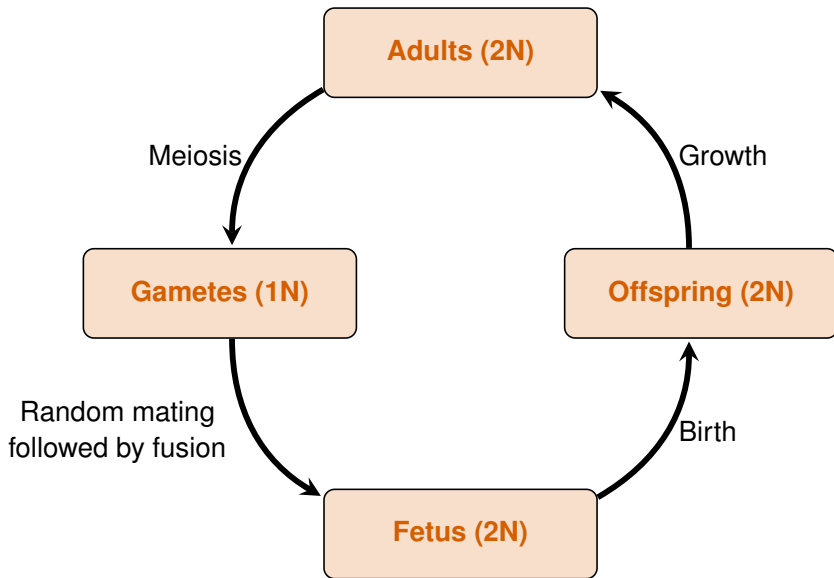 Adults (2N)
Meiosis
Growth
Gametes (1N)
Offspring (2N)
Random mating
followed by fusion
Birth
Fetus (2N)